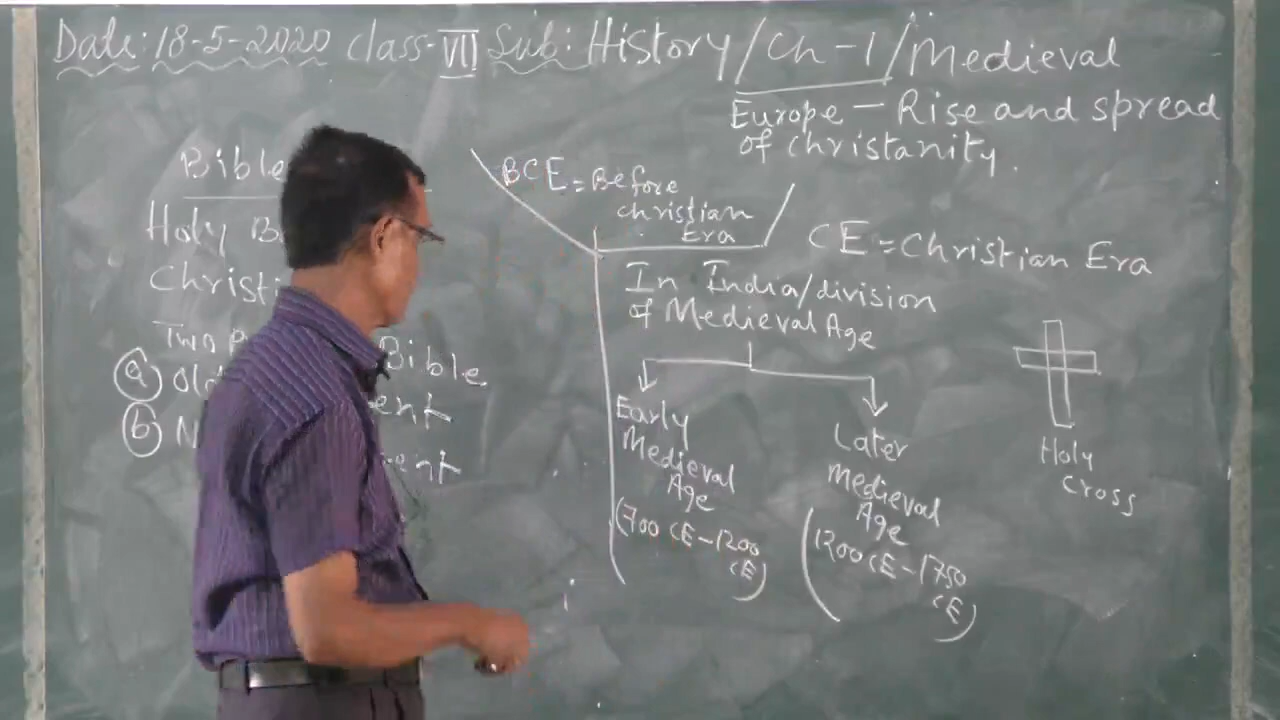 Date: 18-5-2020 class-VII Sub: History/Ch-1/Medieval
Europe - Rise and spread
of christanity.
Bible
Holy
Christi
Bible
(a) Old
ent
(b) N
ent
BCE = Before
christian
Era
CE = Christian Era
In India/division
of Medieval Age
Early
Medieval
Age
(700 CE-1200
CE)
Later
Medieval
Age
(1200 CE-1750
CE)
Holy
Cross